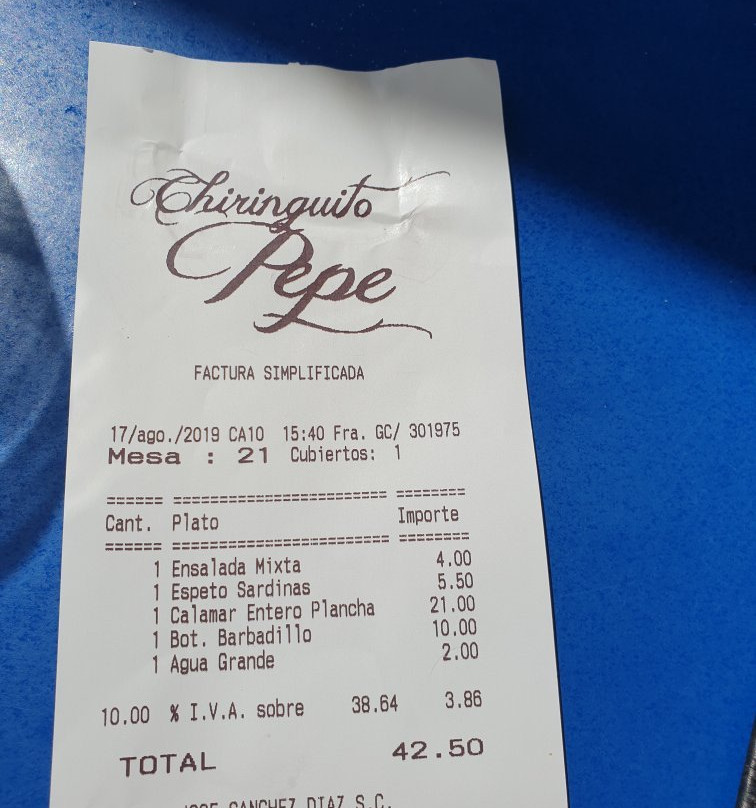 Chiringuito
Pepe
FACTURA SIMPLIFICADA
17/ago./2019 CA10 15:40 Fra. GC/ 301975
Mesa : 21 Cubiertos: 1
====== ======================= ========
Cant. Plato Importe
====== ======================= ========
1 Ensalada Mixta 4.00
1 Espeto Sardinas 5.50
1 Calamar Entero Plancha 21.00
1 Bot. Barbadillo 10.00
1 Agua Grande 2.00
10.00 % I.V.A. sobre 38.64 3.86
TOTAL 42.50
SANCHEZ DIAZ S.C.